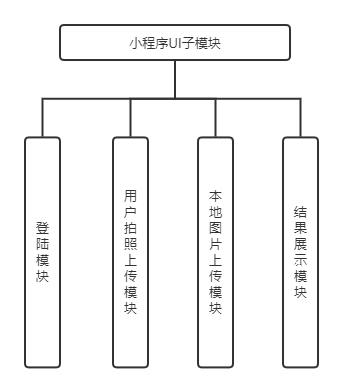 小程序UI子模块
登陆模块
用户拍照上传模块
本地图片上传模块
结果展示模块